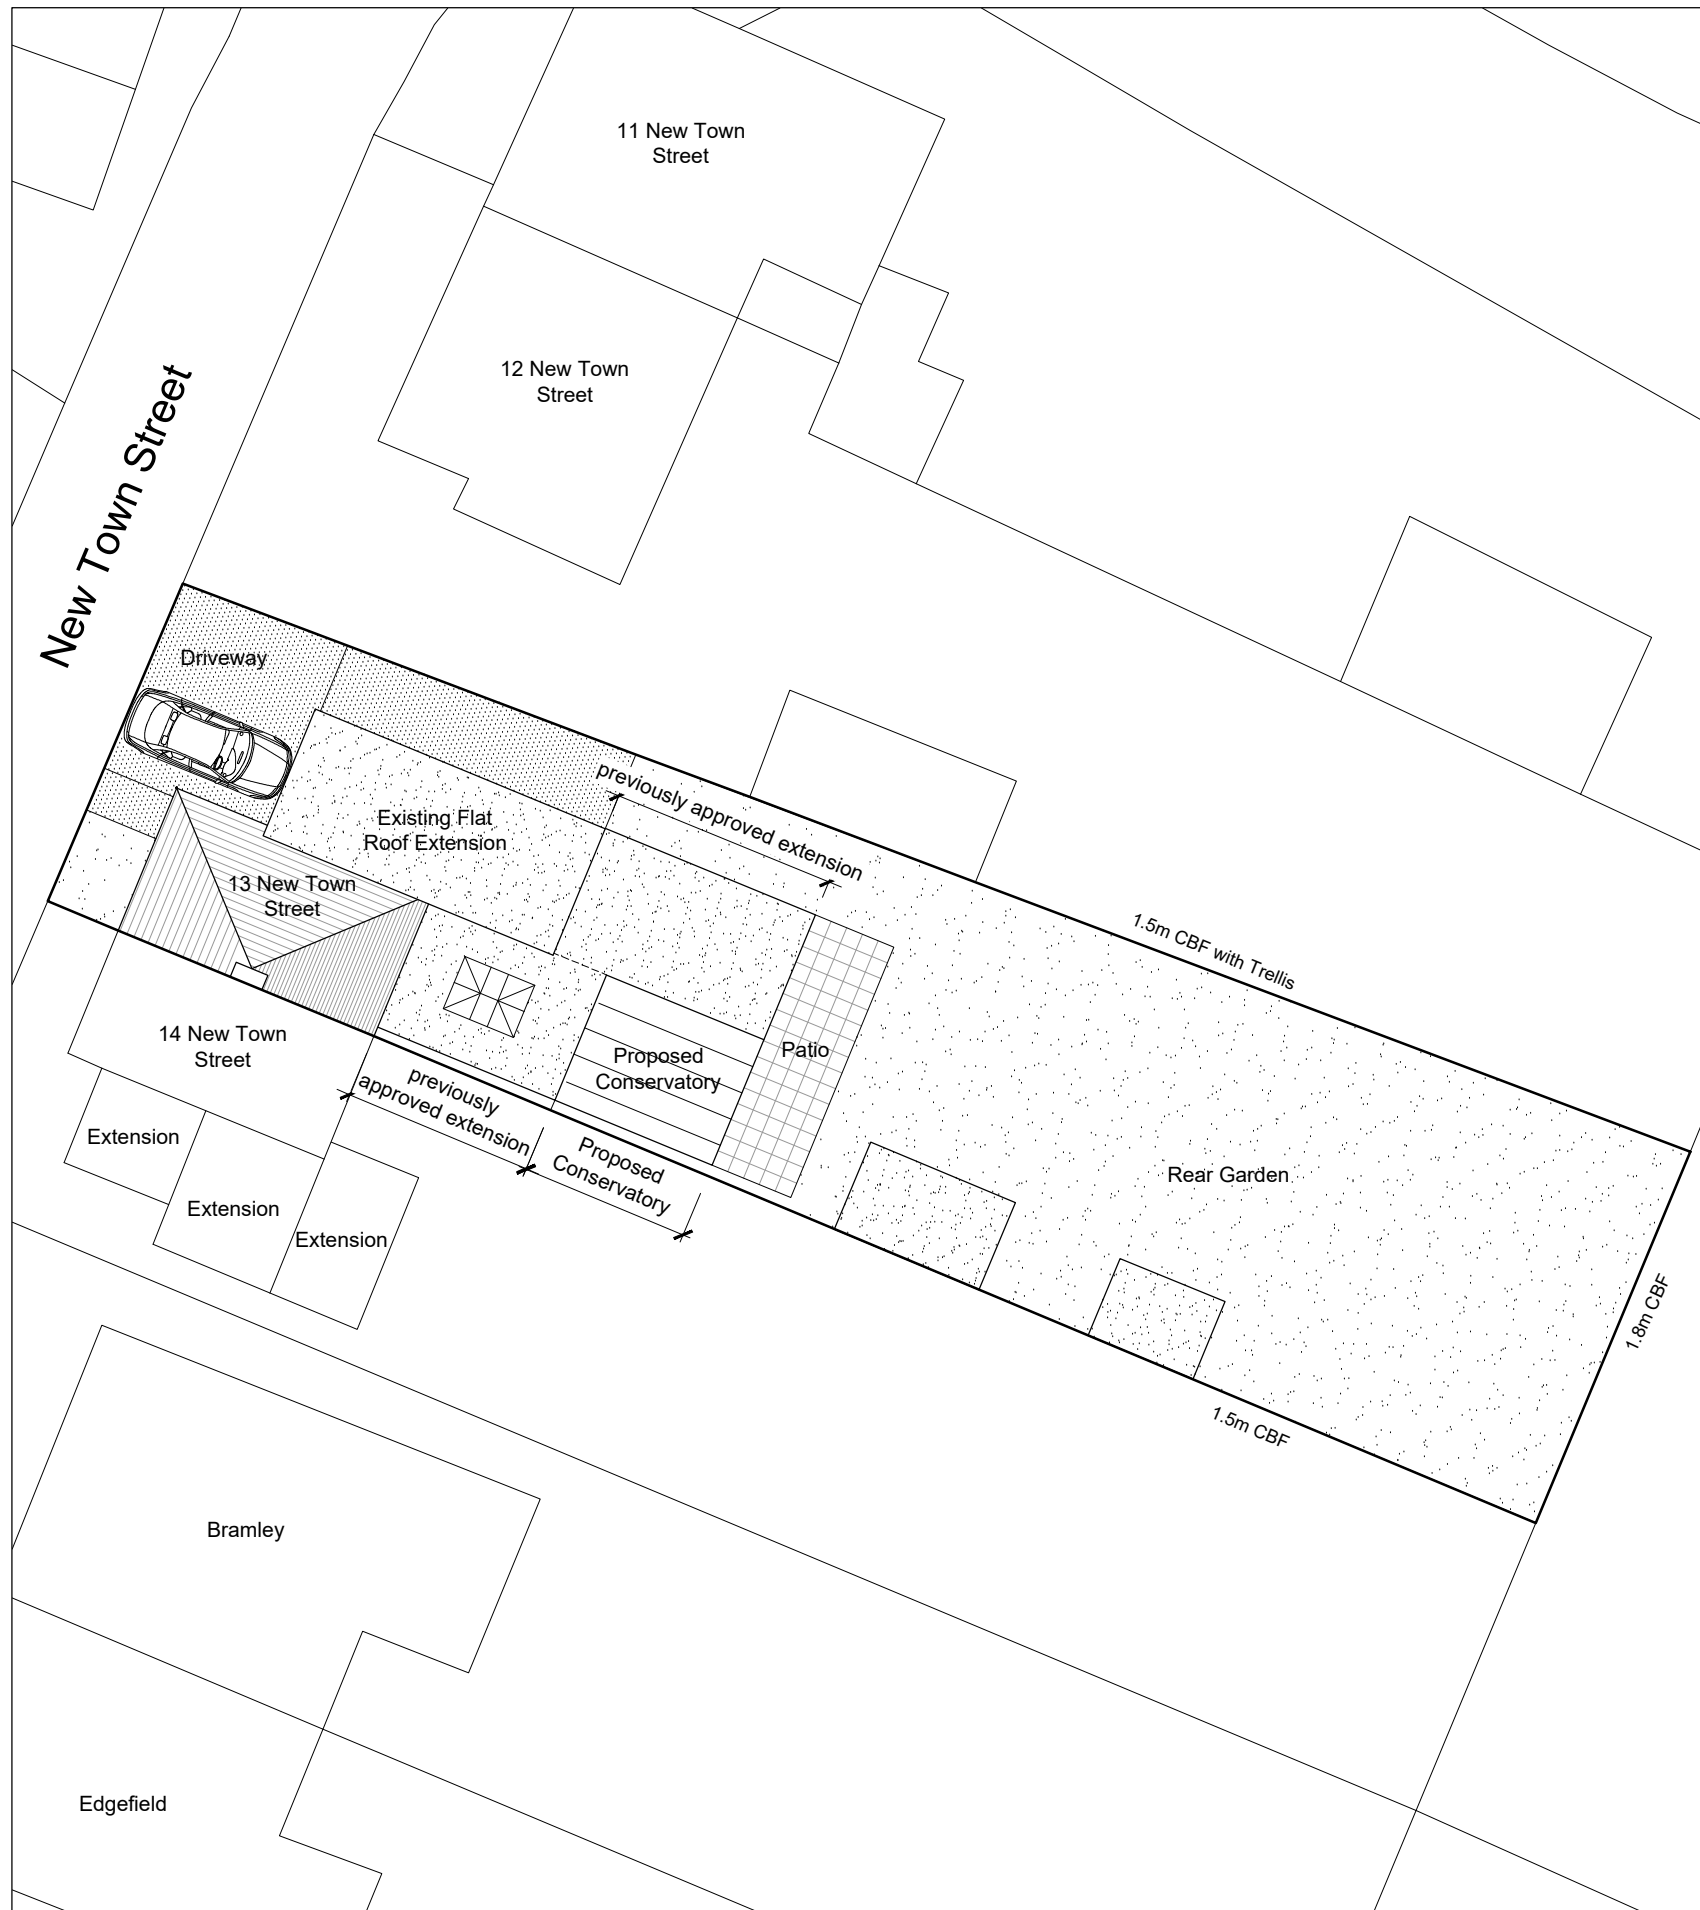 11 New Town
Street
12 New Town
Street
New Town Street
Driveway
previously approved extension
Existing Flat
Roof Extension
13 New Town
Street
1.5m CBF with Trellis
14 New Town
Street
Proposed
Conservatory
Patio
previously
approved extension
Proposed
Conservatory
Extension
Extension
Extension
Rear Garden
1.8m CBF
1.5m CBF
Bramley
Edgefield